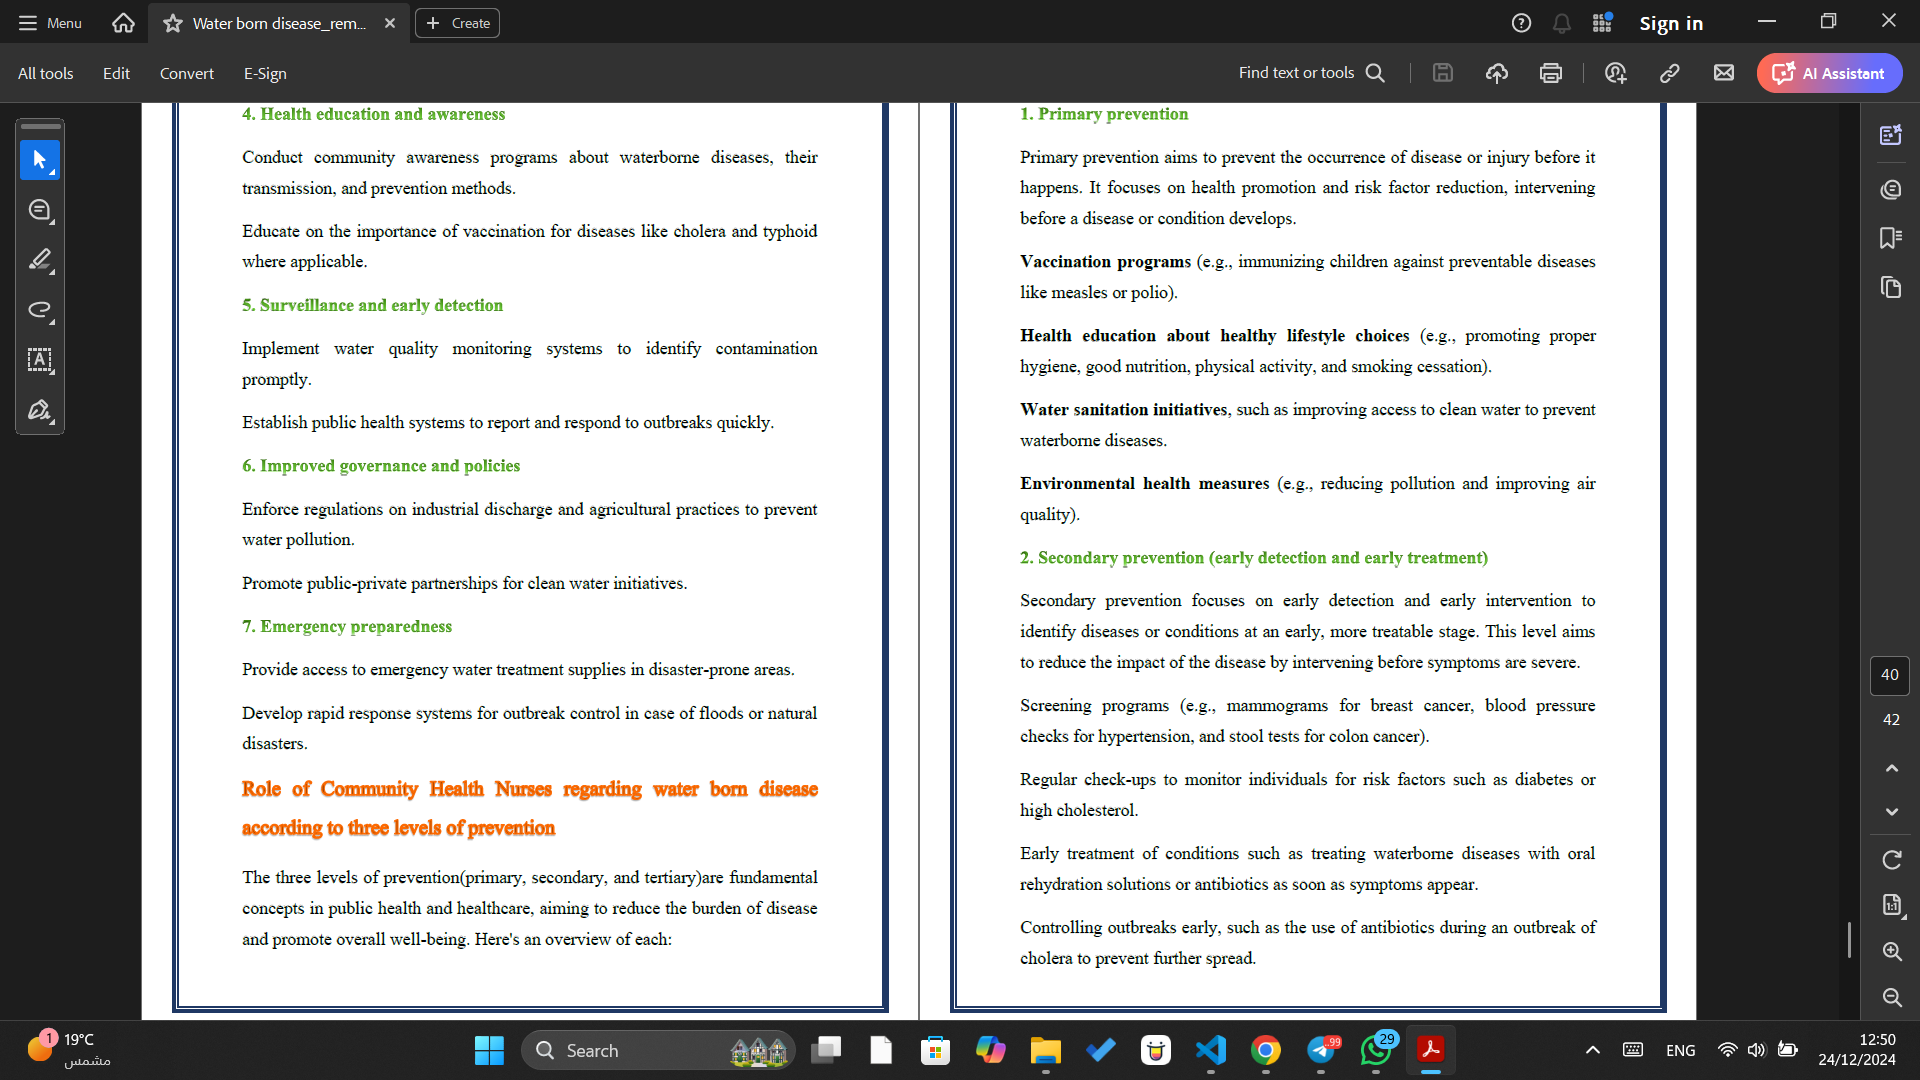 Menu
Water born disease_rem...
Create
Sign in
All tools
Edit
Convert
E-Sign
Find text or tools
AI Assistant
4. Health education and awareness
Conduct community awareness programs about waterborne diseases, their
transmission, and prevention methods.
Educate on the importance of vaccination for diseases like cholera and typhoid
where applicable.
5. Surveillance and early detection
Implement water quality monitoring systems to identify contamination
promptly.
Establish public health systems to report and respond to outbreaks quickly.
6. Improved governance and policies
Enforce regulations on industrial discharge and agricultural practices to prevent
water pollution.
Promote public-private partnerships for clean water initiatives.
7. Emergency preparedness
Provide access to emergency water treatment supplies in disaster-prone areas.
Develop rapid response systems for outbreak control in case of floods or natural
disasters.
Role of Community Health Nurses regarding water born disease
according to three levels of prevention
The three levels of prevention(primary, secondary, and tertiary)are fundamental
concepts in public health and healthcare, aiming to reduce the burden of disease
and promote overall well-being. Here's an overview of each:
1. Primary prevention
Primary prevention aims to prevent the occurrence of disease or injury before it
happens. It focuses on health promotion and risk factor reduction, intervening
before a disease or condition develops.
Vaccination programs (e.g., immunizing children against preventable diseases
like measles or polio).
Health education about healthy lifestyle choices (e.g., promoting proper
hygiene, good nutrition, physical activity, and smoking cessation).
Water sanitation initiatives, such as improving access to clean water to prevent
waterborne diseases.
Environmental health measures (e.g., reducing pollution and improving air
quality).
2. Secondary prevention (early detection and early treatment)
Secondary prevention focuses on early detection and early intervention to
identify diseases or conditions at an early, more treatable stage. This level aims
to reduce the impact of the disease by intervening before symptoms are severe.
Screening programs (e.g., mammograms for breast cancer, blood pressure
checks for hypertension, and stool tests for colon cancer).
Regular check-ups to monitor individuals for risk factors such as diabetes or
high cholesterol.
Early treatment of conditions such as treating waterborne diseases with oral
rehydration solutions or antibiotics as soon as symptoms appear.
Controlling outbreaks early, such as the use of antibiotics during an outbreak of
cholera to prevent further spread.
40
42
1:1
1
19°C
مشمس
Search
99
29
ENG
12:50
24/12/2024